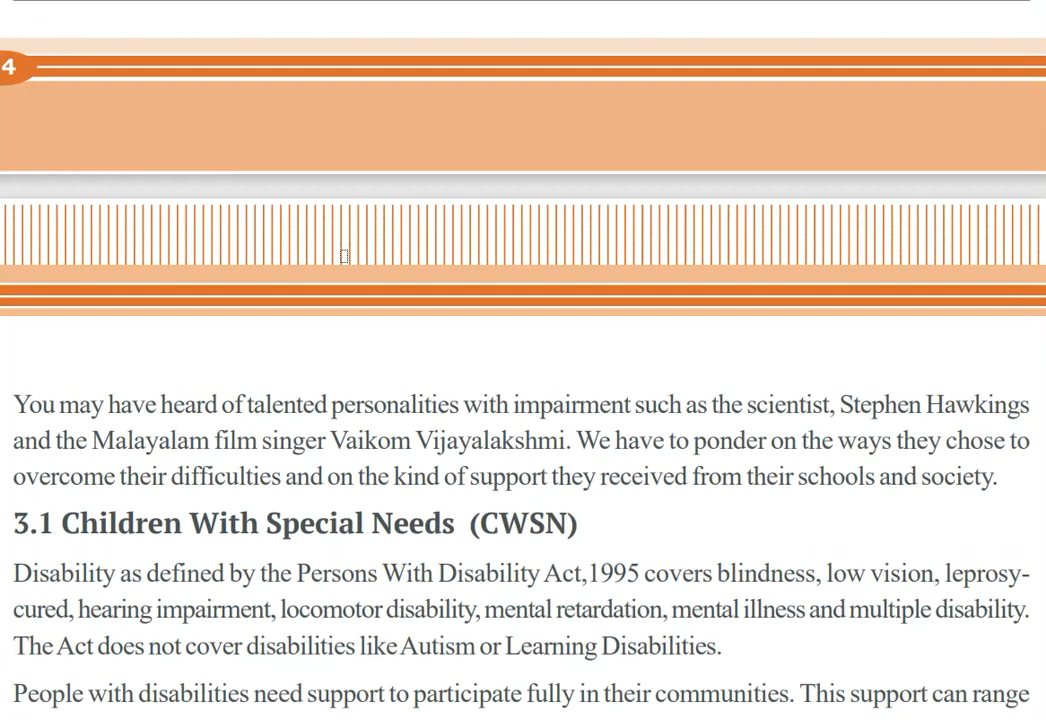 4
You may have heard of talented personalities with impairment such as the scientist, Stephen Hawkings
and the Malayalam film singer Vaikom Vijayalakshmi. We have to ponder on the ways they chose to
overcome their difficulties and on the kind of support they received from their schools and society.
3.1 Children With Special Needs (CWSN)
Disability as defined by the Persons With Disability Act,1995 covers blindness, low vision, leprosy-
cured, hearing impairment, locomotor disability, mental retardation, mental illness and multiple disability.
The Act does not cover disabilities like Autism or Learning Disabilities.
People with disabilities need support to participate fully in their communities. This support can range